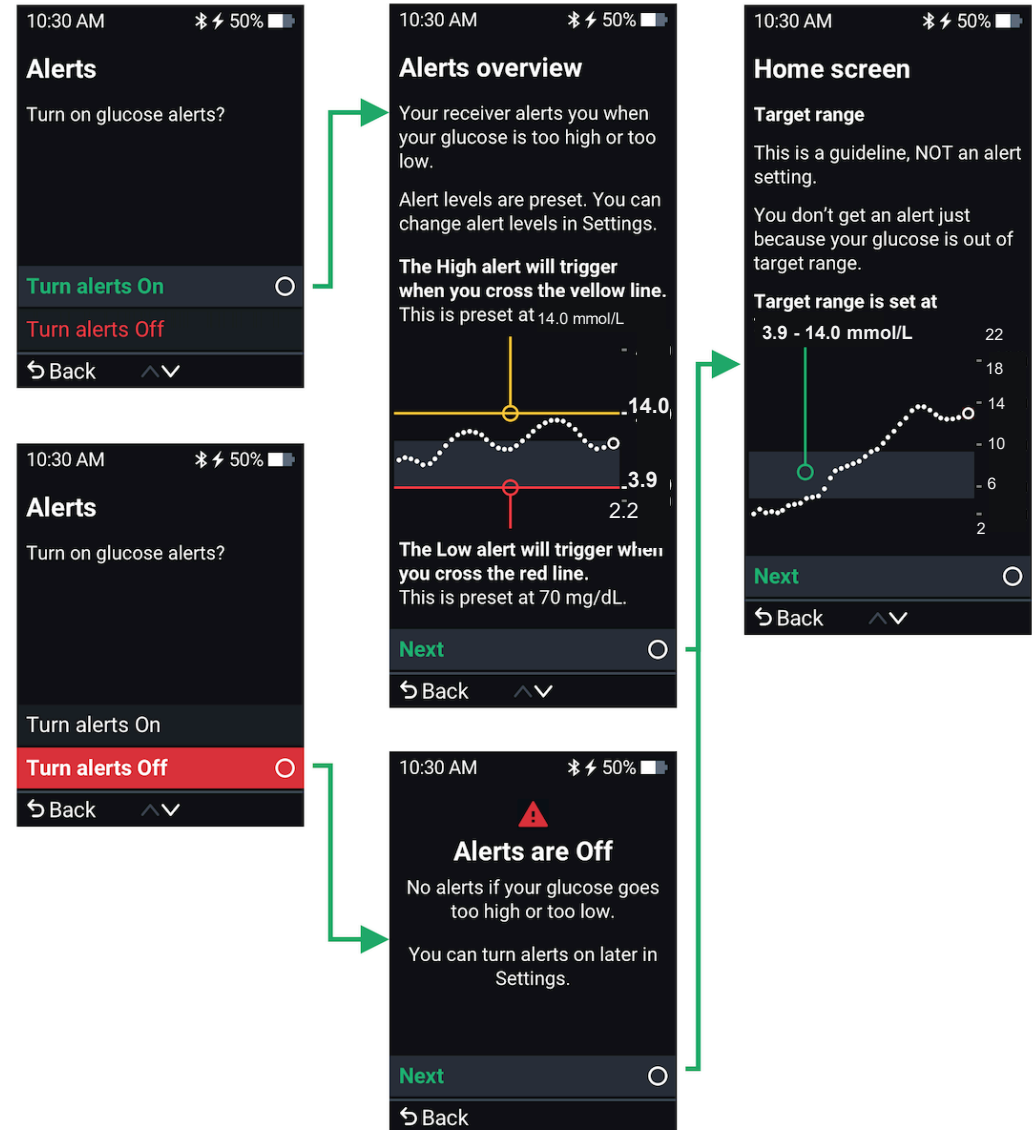 10:30 AM 50%
Alerts
Turn on glucose alerts?
Turn alerts On
Turn alerts Off
Back
10:30 AM 50%
Alerts
Turn on glucose alerts?
Turn alerts On
Turn alerts Off
Back
10:30 AM 50%
Alerts overview
Your receiver alerts you when
your glucose is too high or too
low.
Alert levels are preset. You can
change alert levels in Settings.
The High alert will trigger
when you cross the vellow line.
This is preset at 14.0 mmol/L
14.0
3.9
2.2
The Low alert will trigger when
you cross the red line.
This is preset at 70 mg/dL.
Next
Back
10:30 AM 50%
Alerts are Off
No alerts if your glucose goes
too high or too low.
You can turn alerts on later in
Settings.
Next
Back
10:30 AM 50%
Home screen
Target range
This is a guideline, NOT an alert
setting.
You don't get an alert just
because your glucose is out of
target range.
Target range is set at
3.9 - 14.0 mmol/L
22
18
14
10
6
2
Next
Back